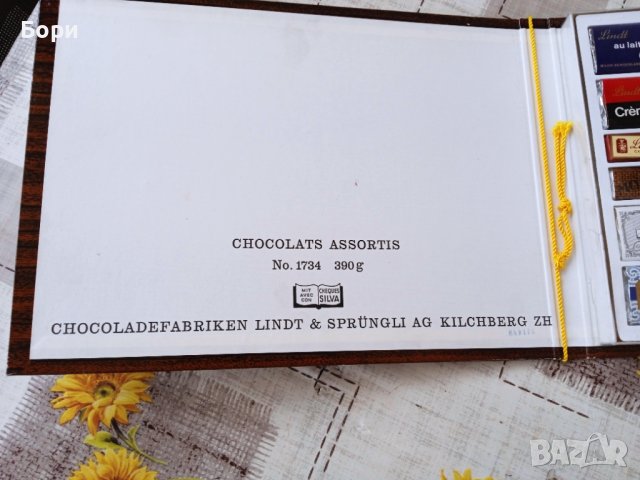 Бори
Lindt
au lait
Crèm
CHOCOLATS ASSORTIS
No. 1734 390 g
MIT AVEC CON CHEQUES SILVA
CHOCOLADEFABRIKEN LINDT & SPRÜNGLI AG KILCHBERG ZH
BAZAR